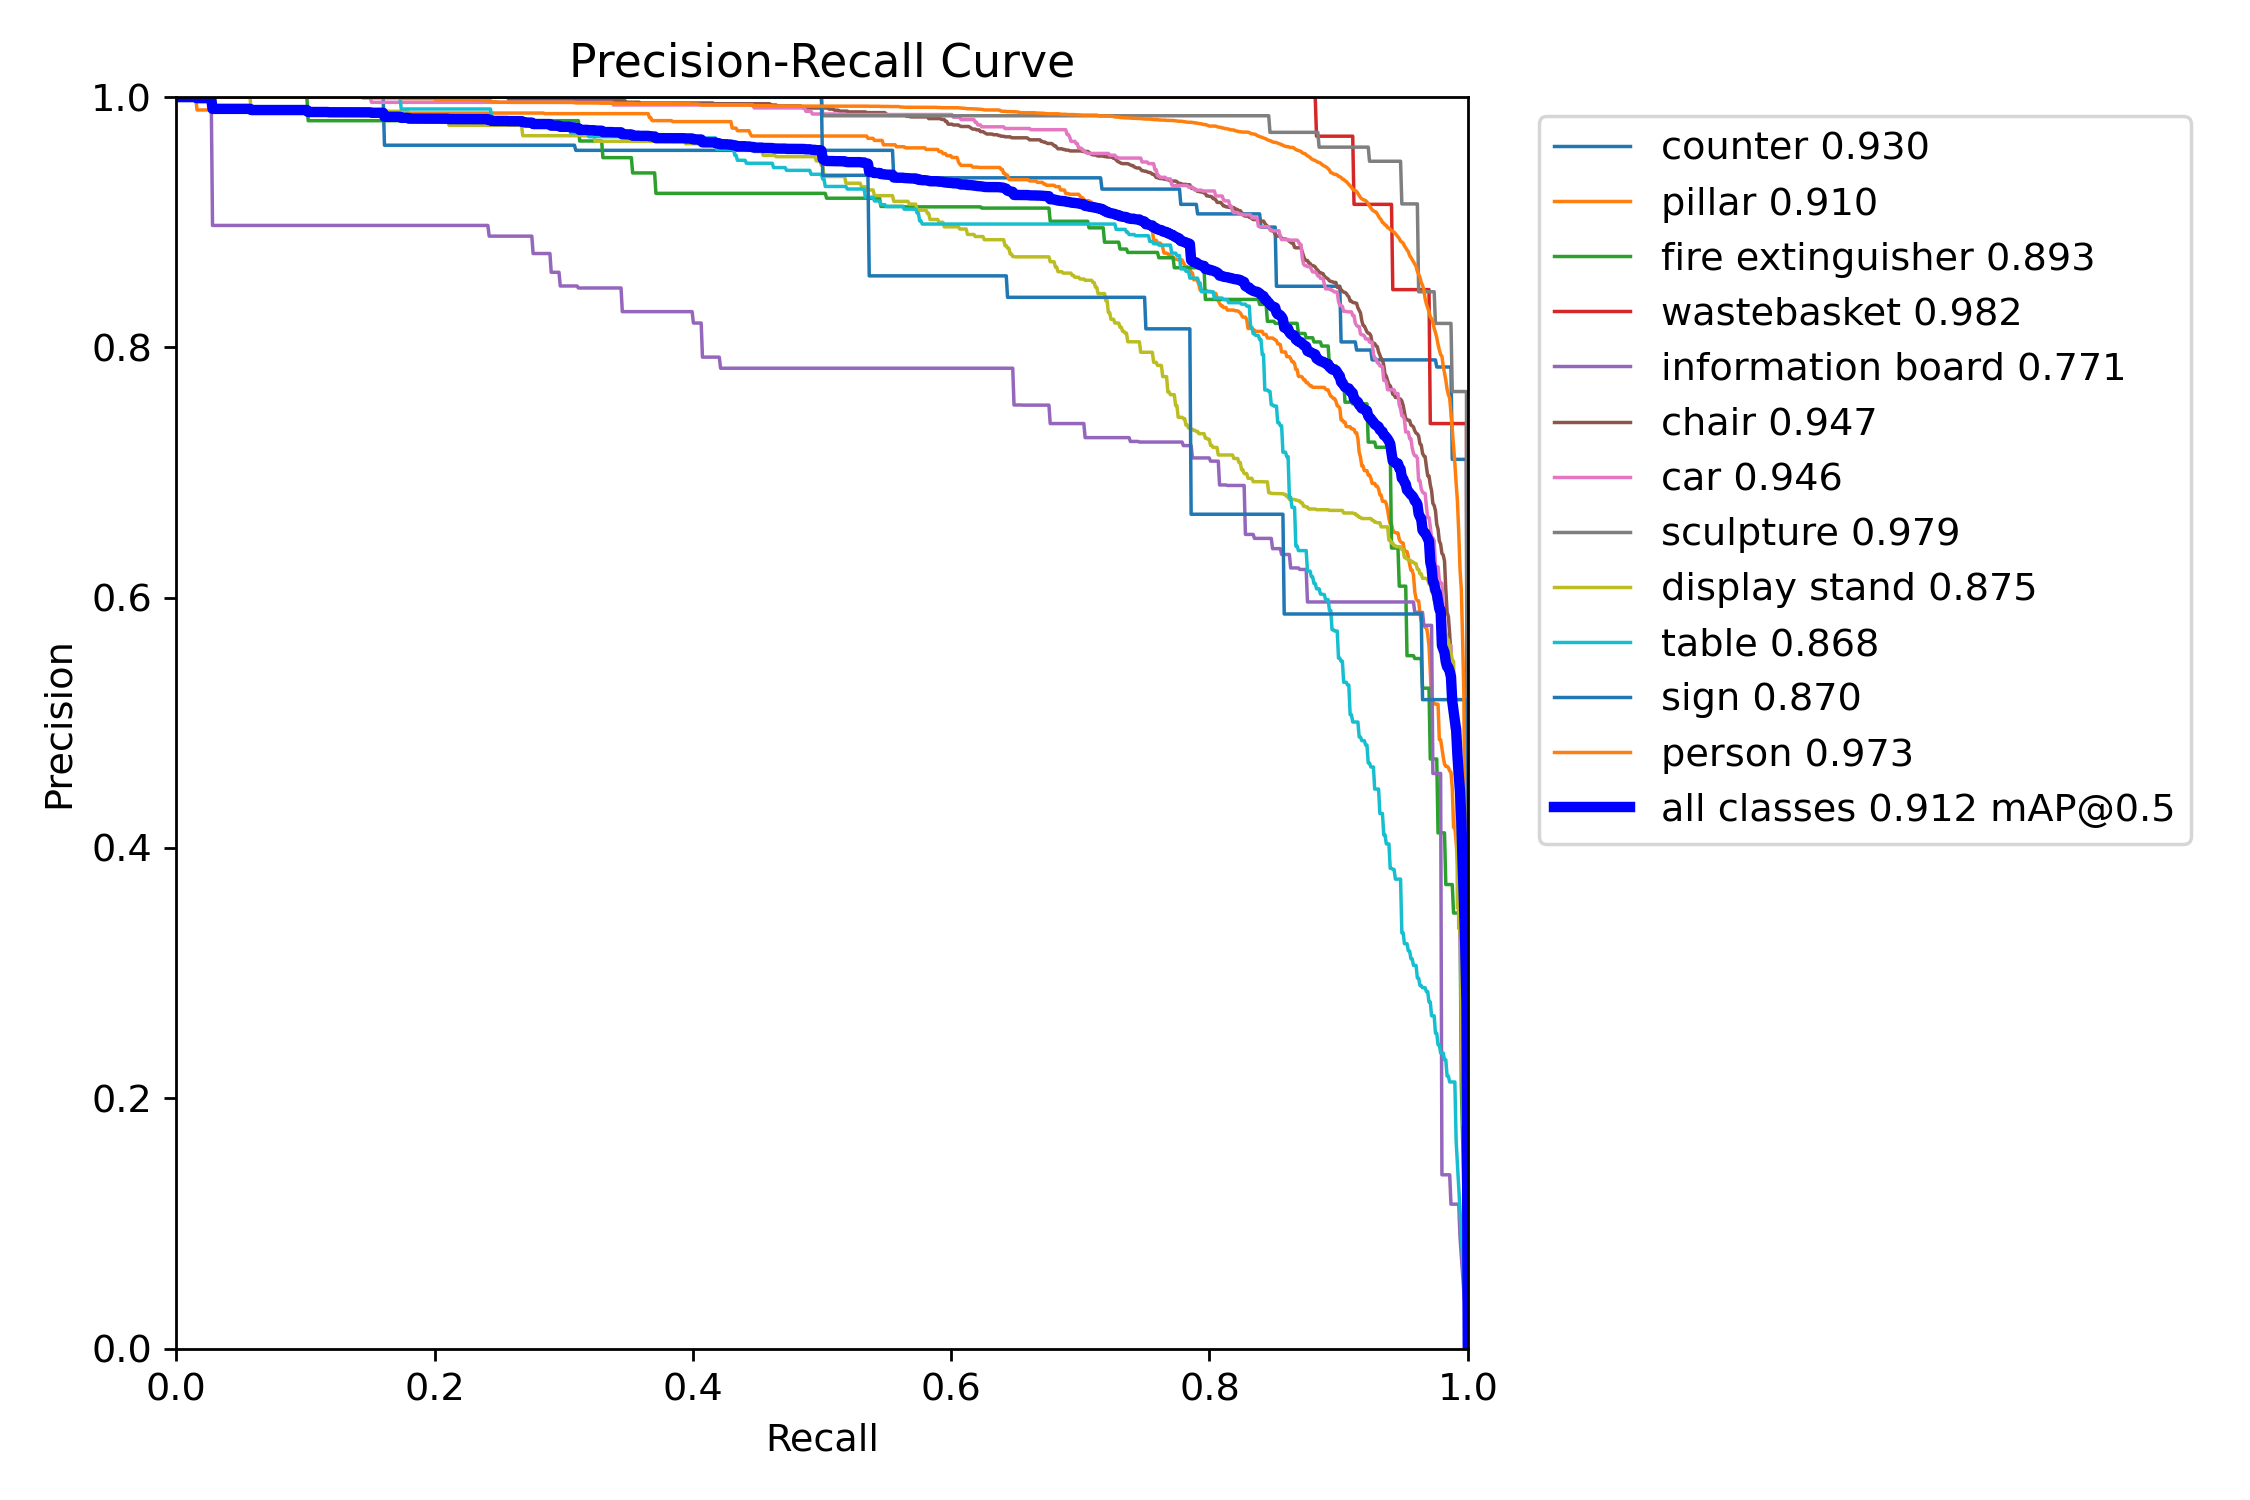 Precision-Recall Curve
1.0
0.8
0.6
0.4
0.2
0.0
Precision
0.0 0.2 0.4 0.6 0.8 1.0
Recall
counter 0.930
pillar 0.910
fire extinguisher 0.893
wastebasket 0.982
information board 0.771
chair 0.947
car 0.946
sculpture 0.979
display stand 0.875
table 0.868
sign 0.870
person 0.973
all classes 0.912 mAP@0.5